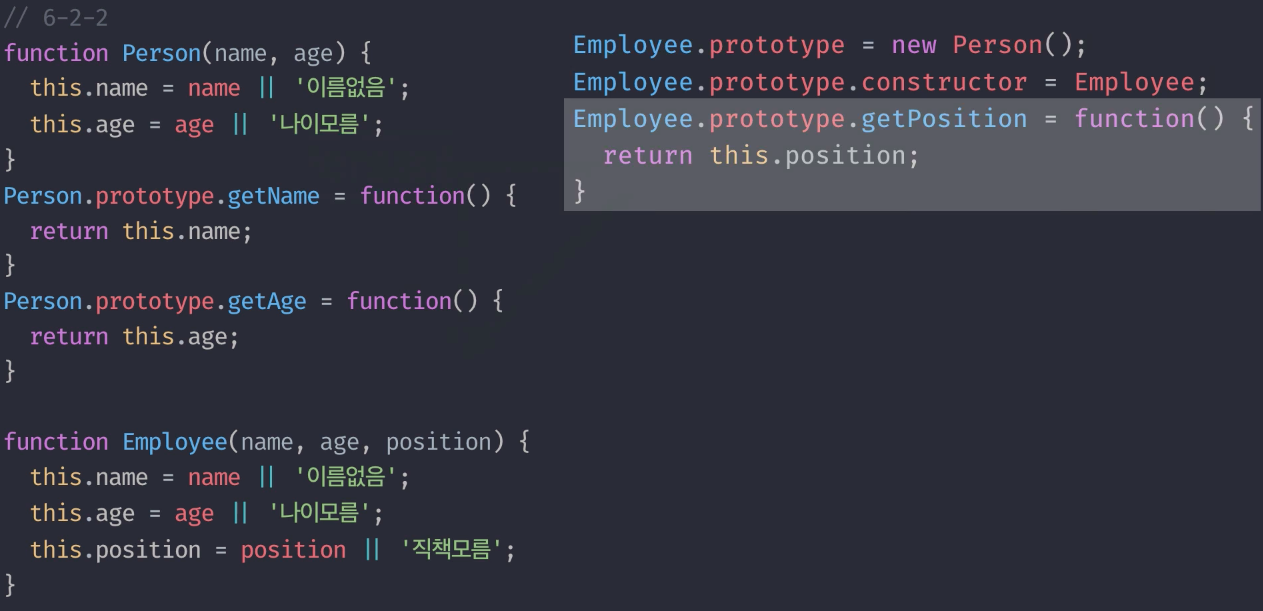 // 6-2-2
function Person(name, age) {
  this.name = name || '이름없음';
  this.age = age || '나이모름';
}
Person.prototype.getName = function() {
  return this.name;
}
Person.prototype.getAge = function() {
  return this.age;
}

function Employee(name, age, position) {
  this.name = name || '이름없음';
  this.age = age || '나이모름';
  this.position = position || '직책모름';
}
Employee.prototype = new Person();
Employee.prototype.constructor = Employee;
Employee.prototype.getPosition = function() {
  return this.position;
}